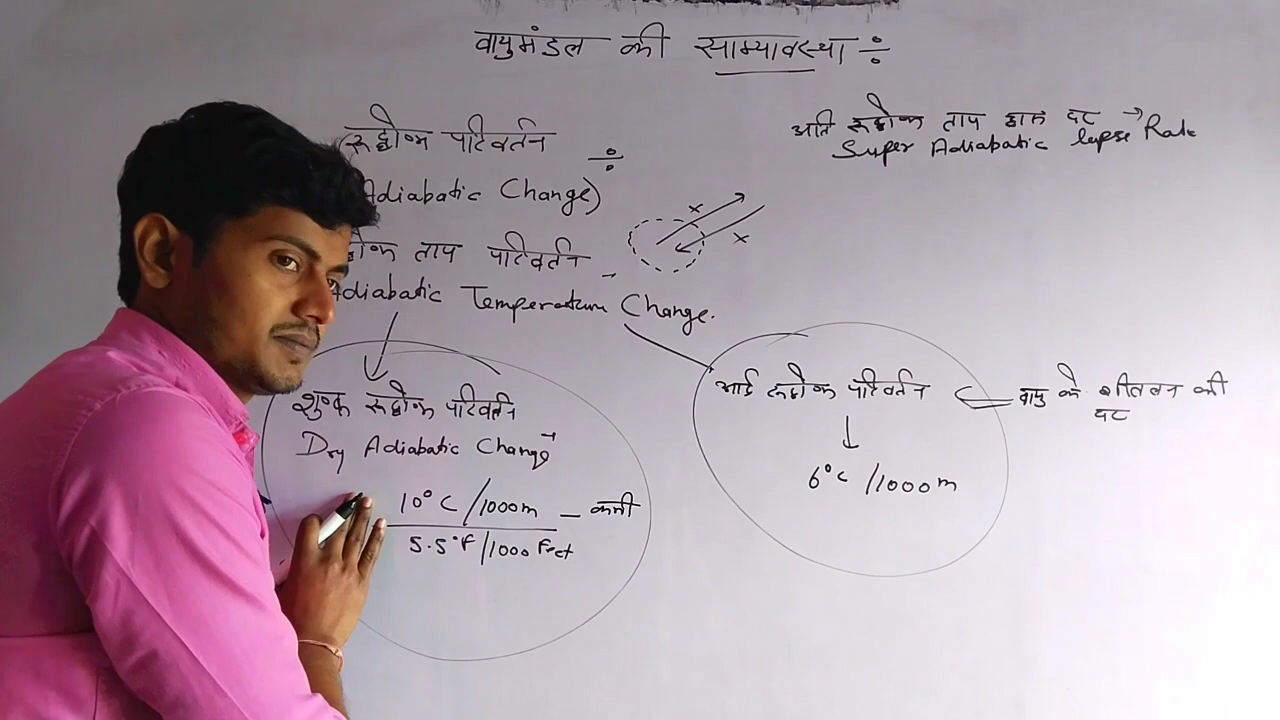 वायुमंडल की साम्यावस्था ÷
(रूद्धोष्म परिवर्तन ÷
Adiabatic Change)
ताप परिवर्तन -
Adiabatic Temperature Change.
शुष्क रूद्धोष्म परिवर्तन
Dry Adiabatic Change →
10°C /1000m - कमी
5.5°F/1000 Feet
अति रूद्धोष्म ताप ह्रास दर →
Super Adiabatic lapse Rate
x
x
आर्द्र रूद्धोष्म परिवर्तन
6°C /1000m
वायु के शीतलन की
दर